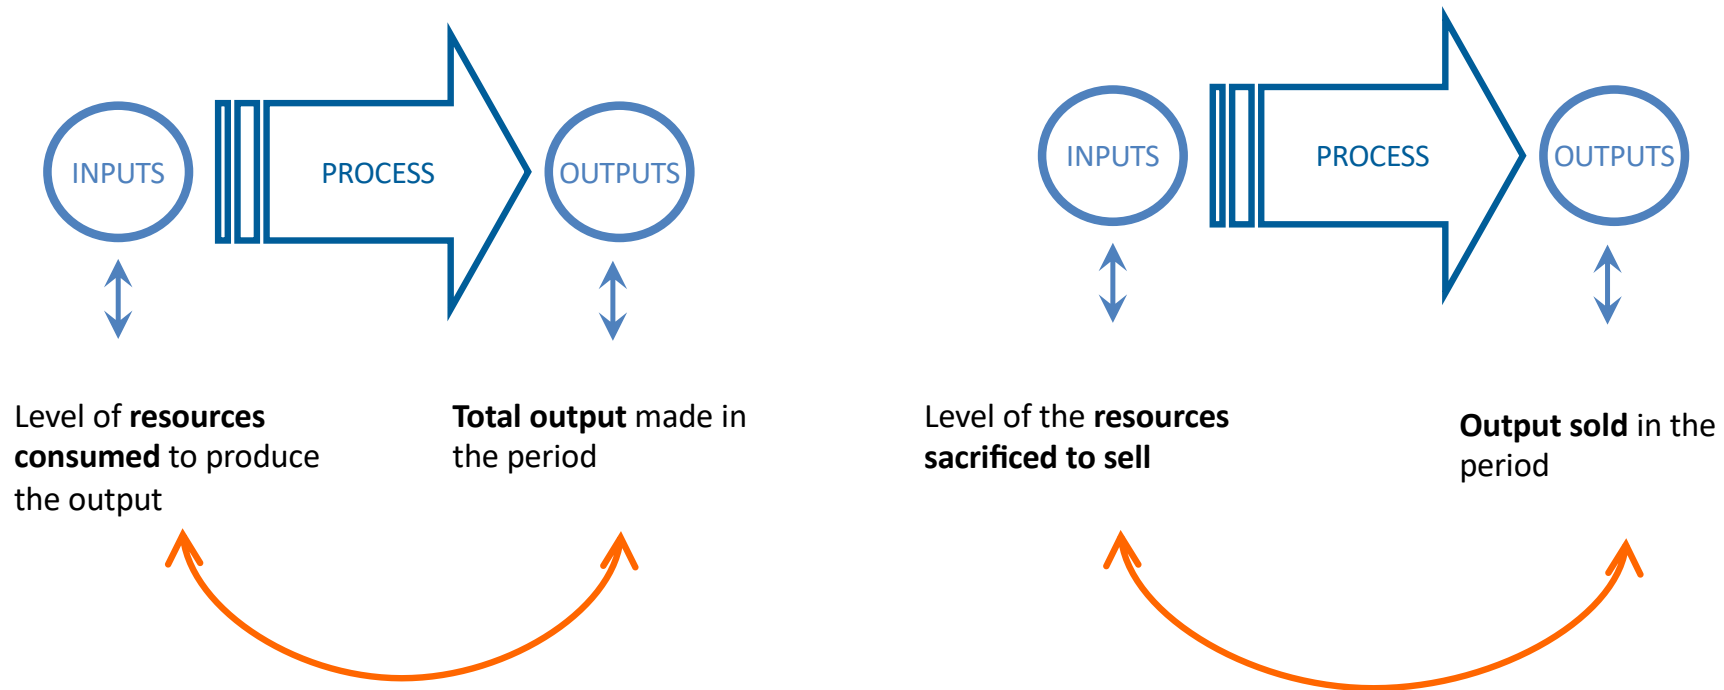 INPUTS
PROCESS
OUTPUTS
Level of resources
consumed to produce
the output
Total output made in
the period
INPUTS
PROCESS
OUTPUTS
Level of the resources
sacrificed to sell
Output sold in the
period